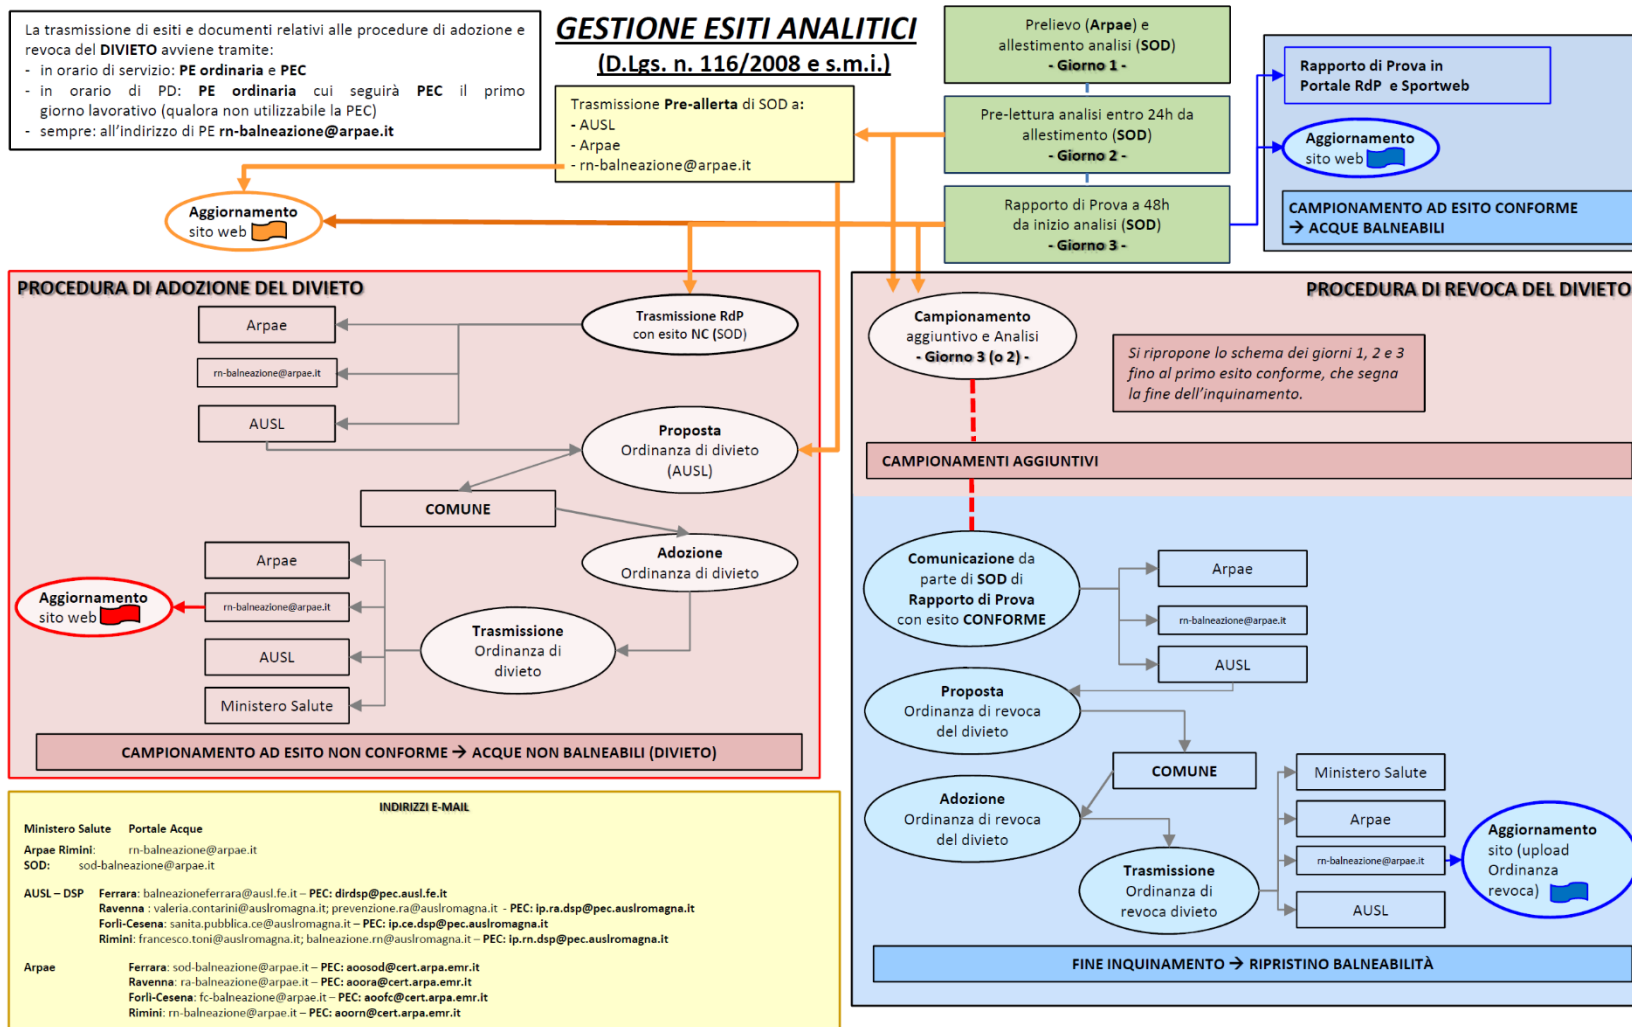 La trasmissione di esiti e documenti relativi alle procedure di adozione e
revoca del DIVIETO avviene tramite:
- in orario di servizio: PE ordinaria e PEC
- in orario di PD: PE ordinaria cui seguirà PEC il primo
giorno lavorativo (qualora non utilizzabile la PEC)
- sempre: all'indirizzo di PE rn-balneazione@arpae.it
GESTIONE ESITI ANALITICI
(D.Lgs. n. 116/2008 e s.m.i.)
Trasmissione Pre-allerta di SOD a:
- AUSL
- Arpae
- rn-balneazione@arpae.it
Prelievo (Arpae) e
allestimento analisi (SOD)
- Giorno 1 -
Pre-lettura analisi entro 24h da
allestimento (SOD)
- Giorno 2 -
Rapporto di Prova a 48h
da inizio analisi (SOD)
- Giorno 3 -
Rapporto di Prova in
Portale RdP e Sportweb
Aggiornamento
sito web
CAMPIONAMENTO AD ESITO CONFORME
→ ACQUE BALNEABILI
Aggiornamento
sito web
PROCEDURA DI ADOZIONE DEL DIVIETO
Arpae
rn-balneazione@arpae.it
AUSL
Trasmissione RdP
con esito NC (SOD)
Proposta
Ordinanza di divieto
(AUSL)
COMUNE
Adozione
Ordinanza di divieto
Trasmissione
Ordinanza di
divieto
Arpae
rn-balneazione@arpae.it
AUSL
Ministero Salute
Aggiornamento
sito web
CAMPIONAMENTO AD ESITO NON CONFORME → ACQUE NON BALNEABILI (DIVIETO)
PROCEDURA DI REVOCA DEL DIVIETO
Campionamento
aggiuntivo e Analisi
- Giorno 3 (o 2) -
Si ripropone lo schema dei giorni 1, 2 e 3
fino al primo esito conforme, che segna
la fine dell'inquinamento.
CAMPIONAMENTI AGGIUNTIVI
Comunicazione da
parte di SOD di
Rapporto di Prova
con esito CONFORME
Arpae
rn-balneazione@arpae.it
AUSL
Proposta
Ordinanza di revoca
del divieto
COMUNE
Adozione
Ordinanza di revoca
del divieto
Trasmissione
Ordinanza di
revoca divieto
Ministero Salute
Arpae
rn-balneazione@arpae.it
AUSL
Aggiornamento
sito (upload
Ordinanza
revoca)
FINE INQUINAMENTO → RIPRISTINO BALNEABILITÀ
INDIRIZZI E-MAIL
Ministero Salute Portale Acque
Arpae Rimini: rn-balneazione@arpae.it
SOD: sod-balneazione@arpae.it
AUSL – DSP Ferrara: balneazioneferrara@ausl.fe.it – PEC: dirdsp@pec.ausl.fe.it
Ravenna : valeria.contarini@auslromagna.it; prevenzione.ra@auslromagna.it - PEC: ip.ra.dsp@pec.auslromagna.it
Forlì-Cesena: sanita.pubblica.ce@auslromagna.it – PEC: ip.ce.dsp@pec.auslromagna.it
Rimini: francesco.toni@auslromagna.it; balneazione.rn@auslromagna.it – PEC: ip.rn.dsp@pec.auslromagna.it
Arpae Ferrara: sod-balneazione@arpae.it – PEC: aoosod@cert.arpa.emr.it
Ravenna: ra-balneazione@arpae.it – PEC: aoora@cert.arpa.emr.it
Forlì-Cesena: fc-balneazione@arpae.it – PEC: aoofc@cert.arpa.emr.it
Rimini: rn-balneazione@arpae.it – PEC: aoorn@cert.arpa.emr.it